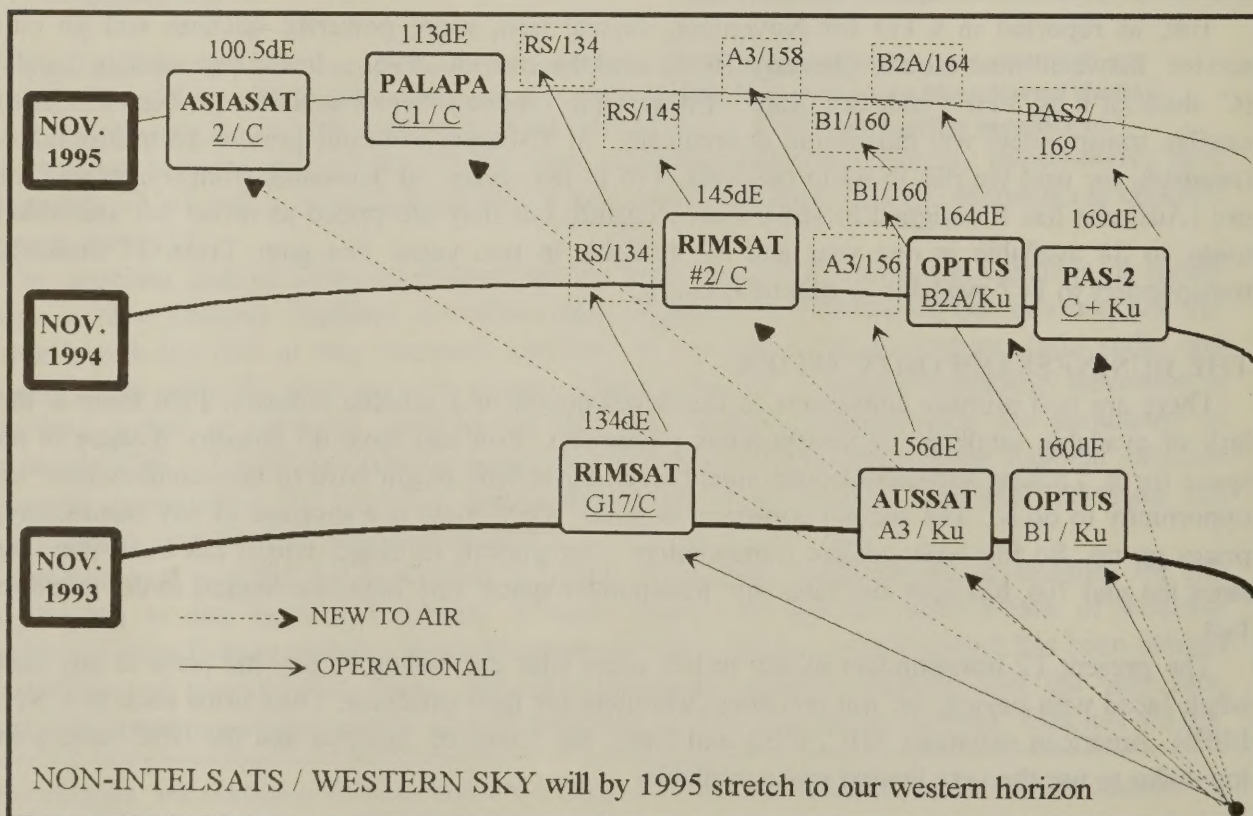 100.5dE
113dE
RS/134
A3/158
B2A/164
ASIASAT
2 / C
PALAPA
C1 / C
RS/145
B1/160
PAS2/
169
NOV.
1995
145dE
B1/160
164dE
169dE
RS/134
RIMSAT
#2/ C
A3/156
OPTUS
B2A/Ku
PAS-2
C + Ku
NOV.
1994
134dE
156dE
160dE
RIMSAT
G17/C
AUSSAT
A3 / Ku
OPTUS
B1 / Ku
NOV.
1993
NEW TO AIR
OPERATIONAL
NON-INTELSATS / WESTERN SKY will by 1995 stretch to our western horizon